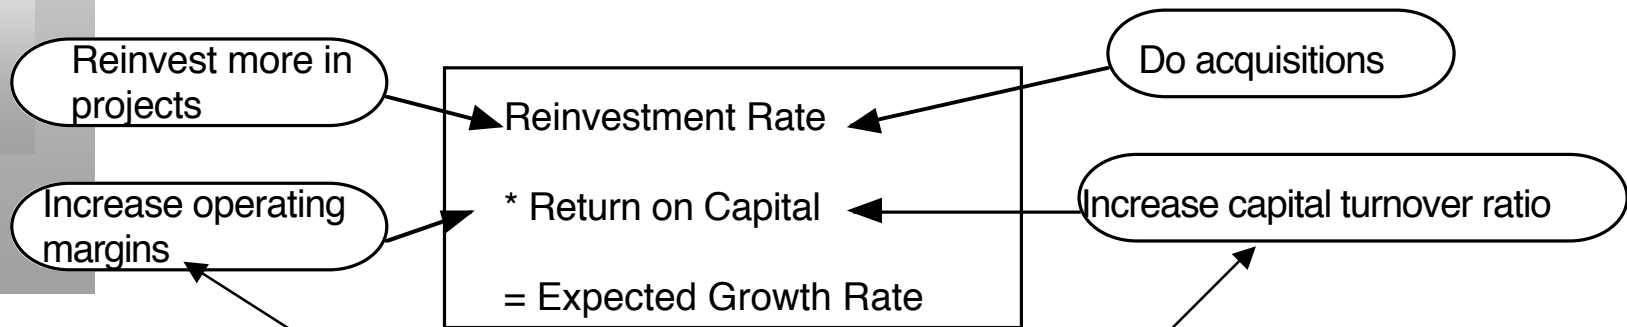 Reinvest more in
projects
Do acquisitions
Reinvestment Rate
Increase operating
margins
* Return on Capital
Increase capital turnover ratio
= Expected Growth Rate